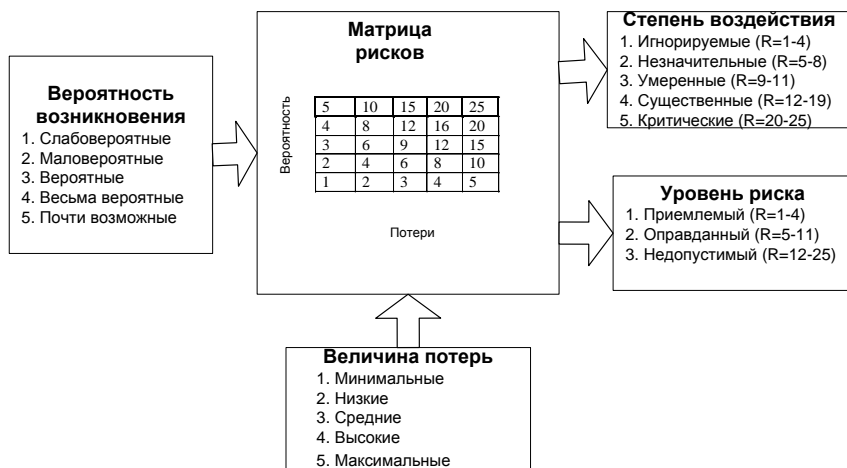 Вероятность
возникновения
1. Слабовероятные
2. Маловероятные
3. Вероятные
4. Весьма вероятные
5. Почти возможные
Матрица
рисков
Вероятность
5 10 15 20 25
4 8 12 16 20
3 6 9 12 15
2 4 6 8 10
1 2 3 4 5
Потери
Степень воздействия
1. Игнорируемые (R=1-4)
2. Незначительные (R=5-8)
3. Умеренные (R=9-11)
4. Существенные (R=12-19)
5. Критические (R=20-25)
Уровень риска
1. Приемлемый (R=1-4)
2. Оправданный (R=5-11)
3. Недопустимый (R=12-25)
Величина потерь
1. Минимальные
2. Низкие
3. Средние
4. Высокие
5. Максимальные